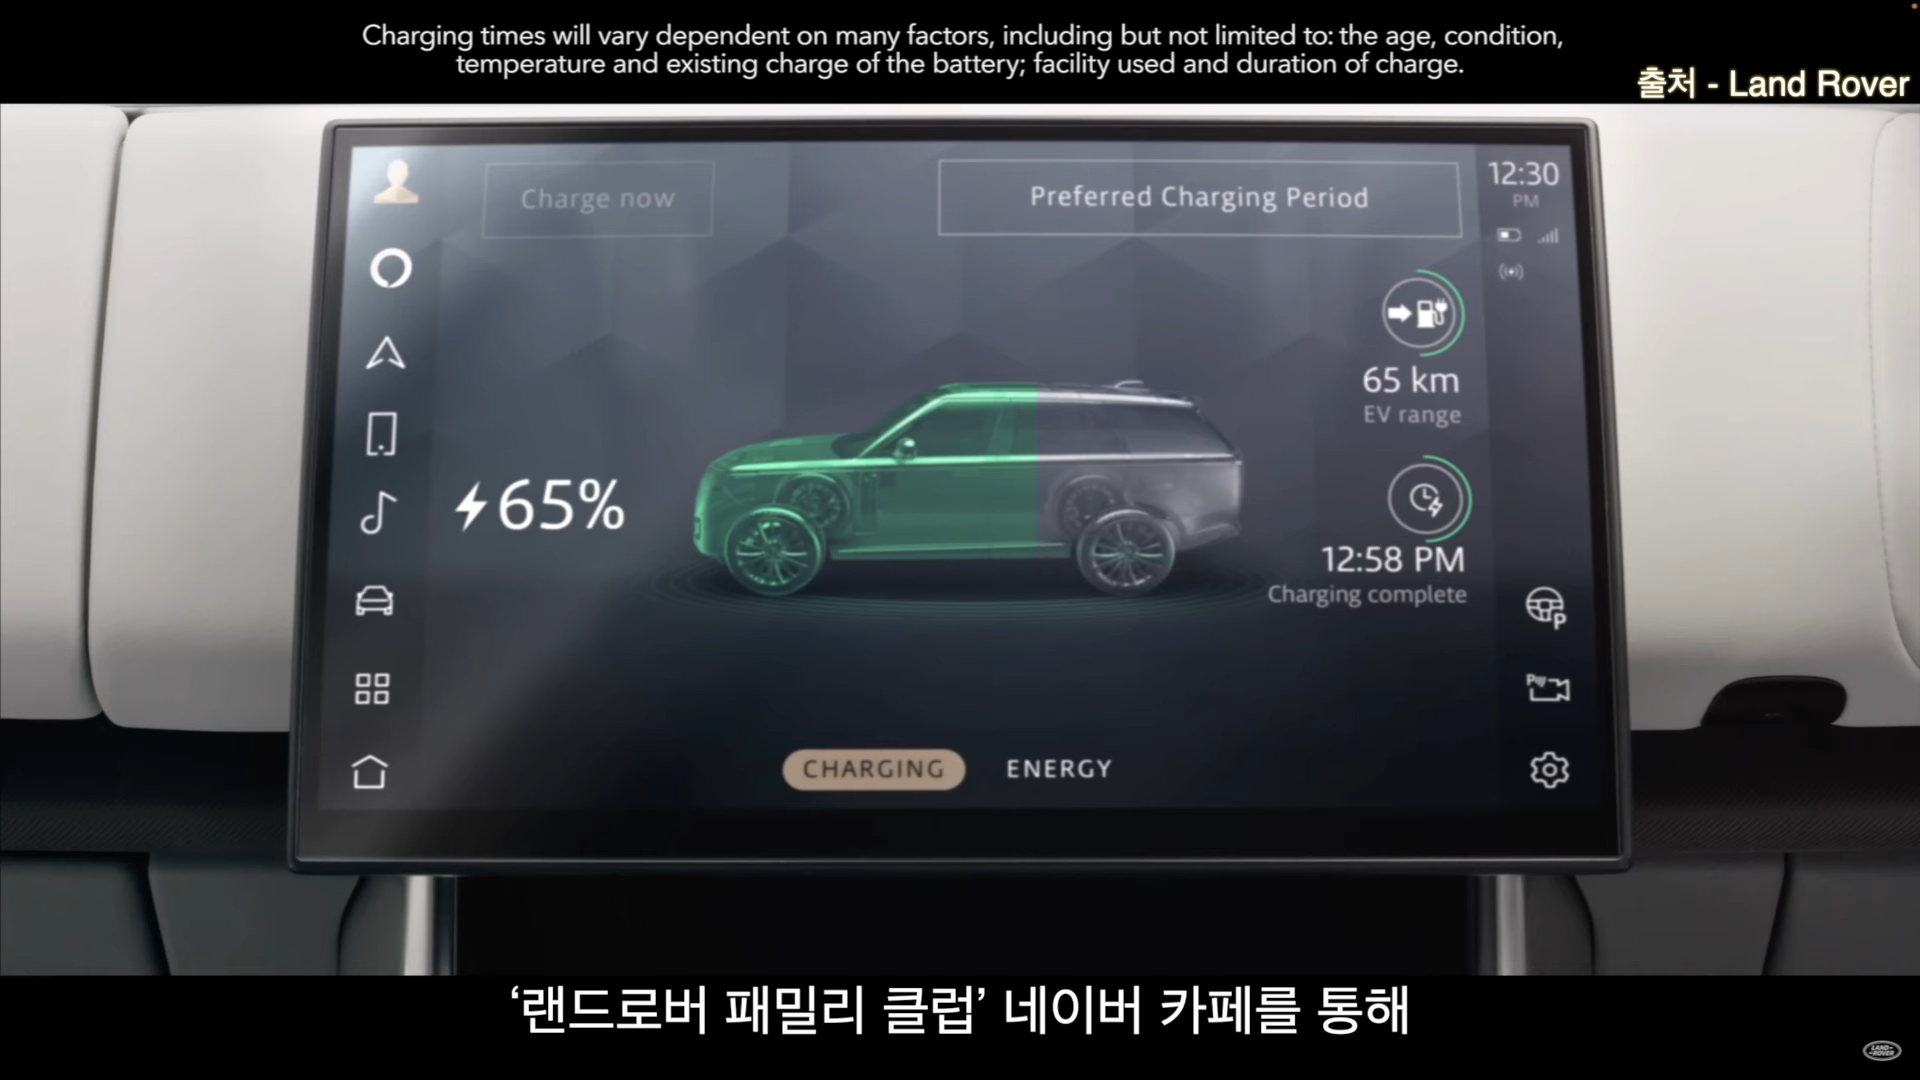 Charging times will vary dependent on many factors, including but not limited to: the age, condition,
temperature and existing charge of the battery; facility used and duration of charge.
출처 - Land Rover
Charge now
Preferred Charging Period
12:30
PM
65 km
EV range
65%
12:58 PM
Charging complete
P
CHARGING
ENERGY
‘랜드로버 패밀리 클럽’ 네이버 카페를 통해
LAND-
ROVER